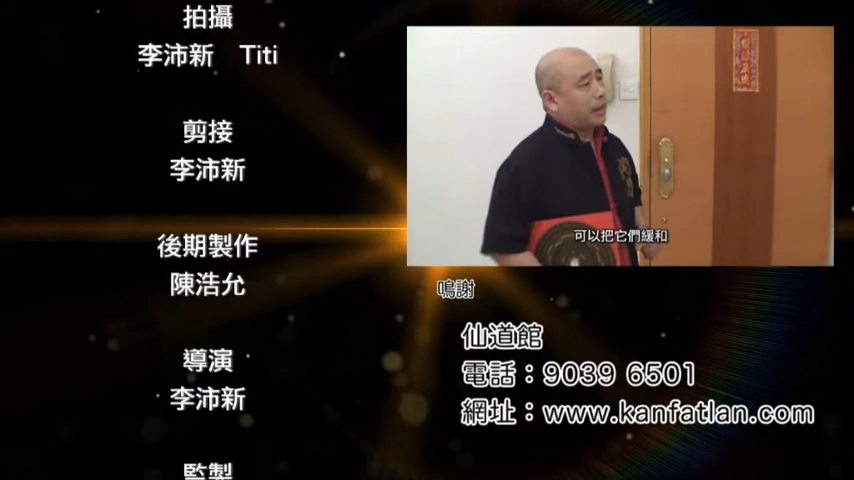 拍攝
李沛新 Titi
剪接
李沛新
後期製作
陳浩允
導演
李沛新
監製
可以把它們緩和
鳴謝
仙道館
電話：9039 6501
網址：www.kanfatlan.com